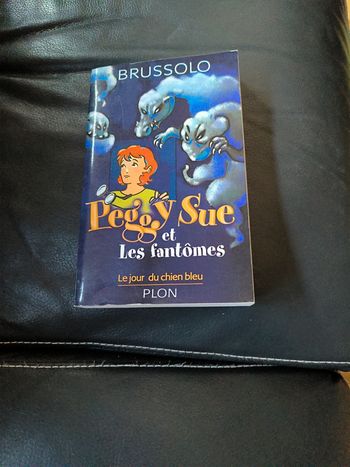 BRUSSOLO
Peggy Sue
et
Les fantômes
Le jour du chien bleu
PLON